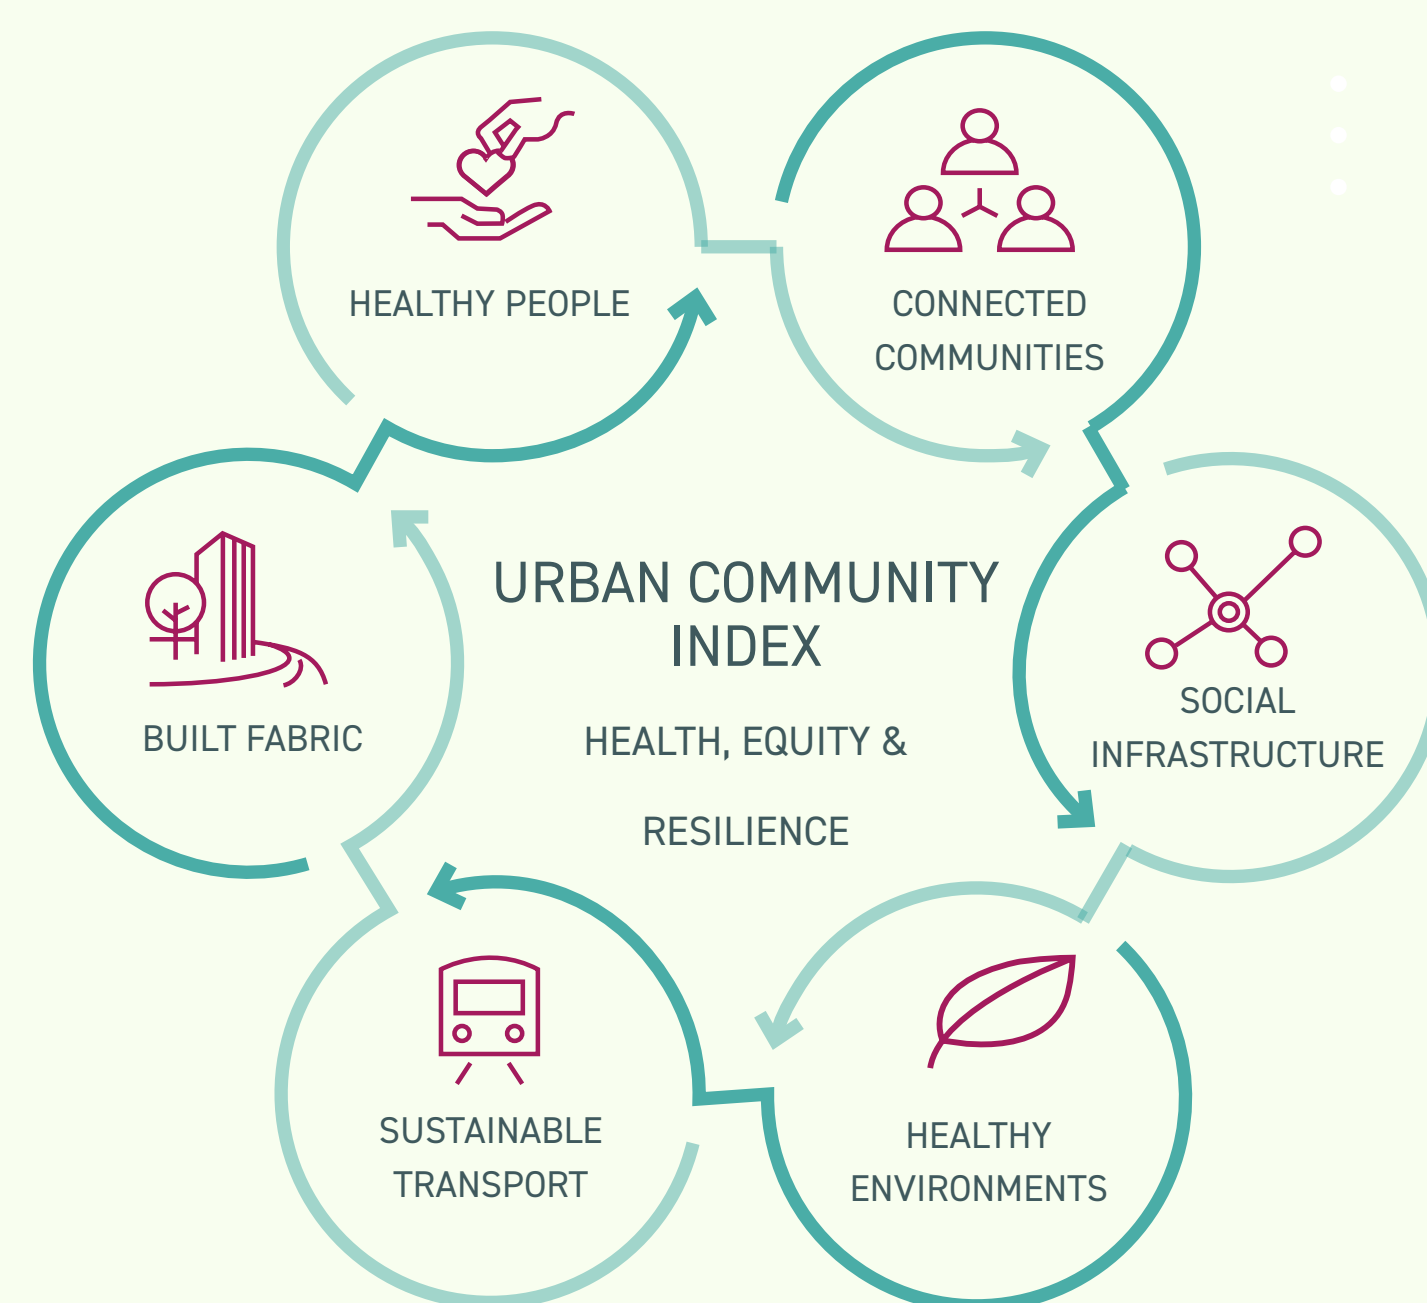 HEALTHY PEOPLE
CONNECTED
COMMUNITIES
URBAN COMMUNITY
INDEX
HEALTH, EQUITY &
RESILIENCE
SOCIAL
INFRASTRUCTURE
BUILT FABRIC
SUSTAINABLE
TRANSPORT
HEALTHY
ENVIRONMENTS